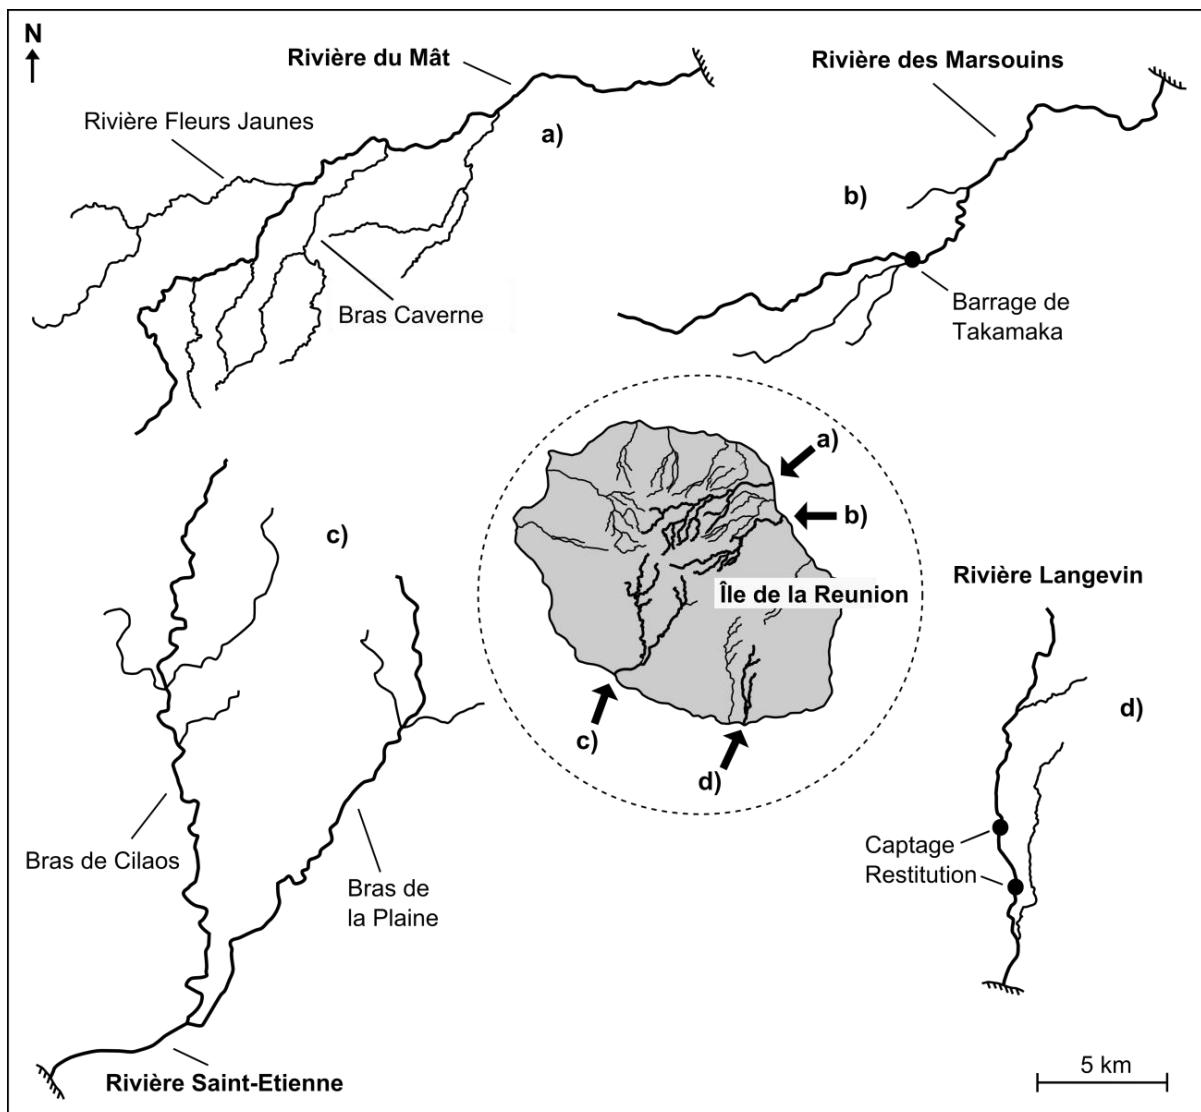 N
Rivière du Mât
Rivière Fleurs Jaunes
a)
Bras Caverne
Rivière des Marsouins
b)
Barrage de
Takamaka
c)
Bras de Cilaos
Bras de
la Plaine
Rivière Saint-Etienne
a)
b)
Île de la Reunion
c)
d)
Rivière Langevin
d)
Captage
Restitution
5 km